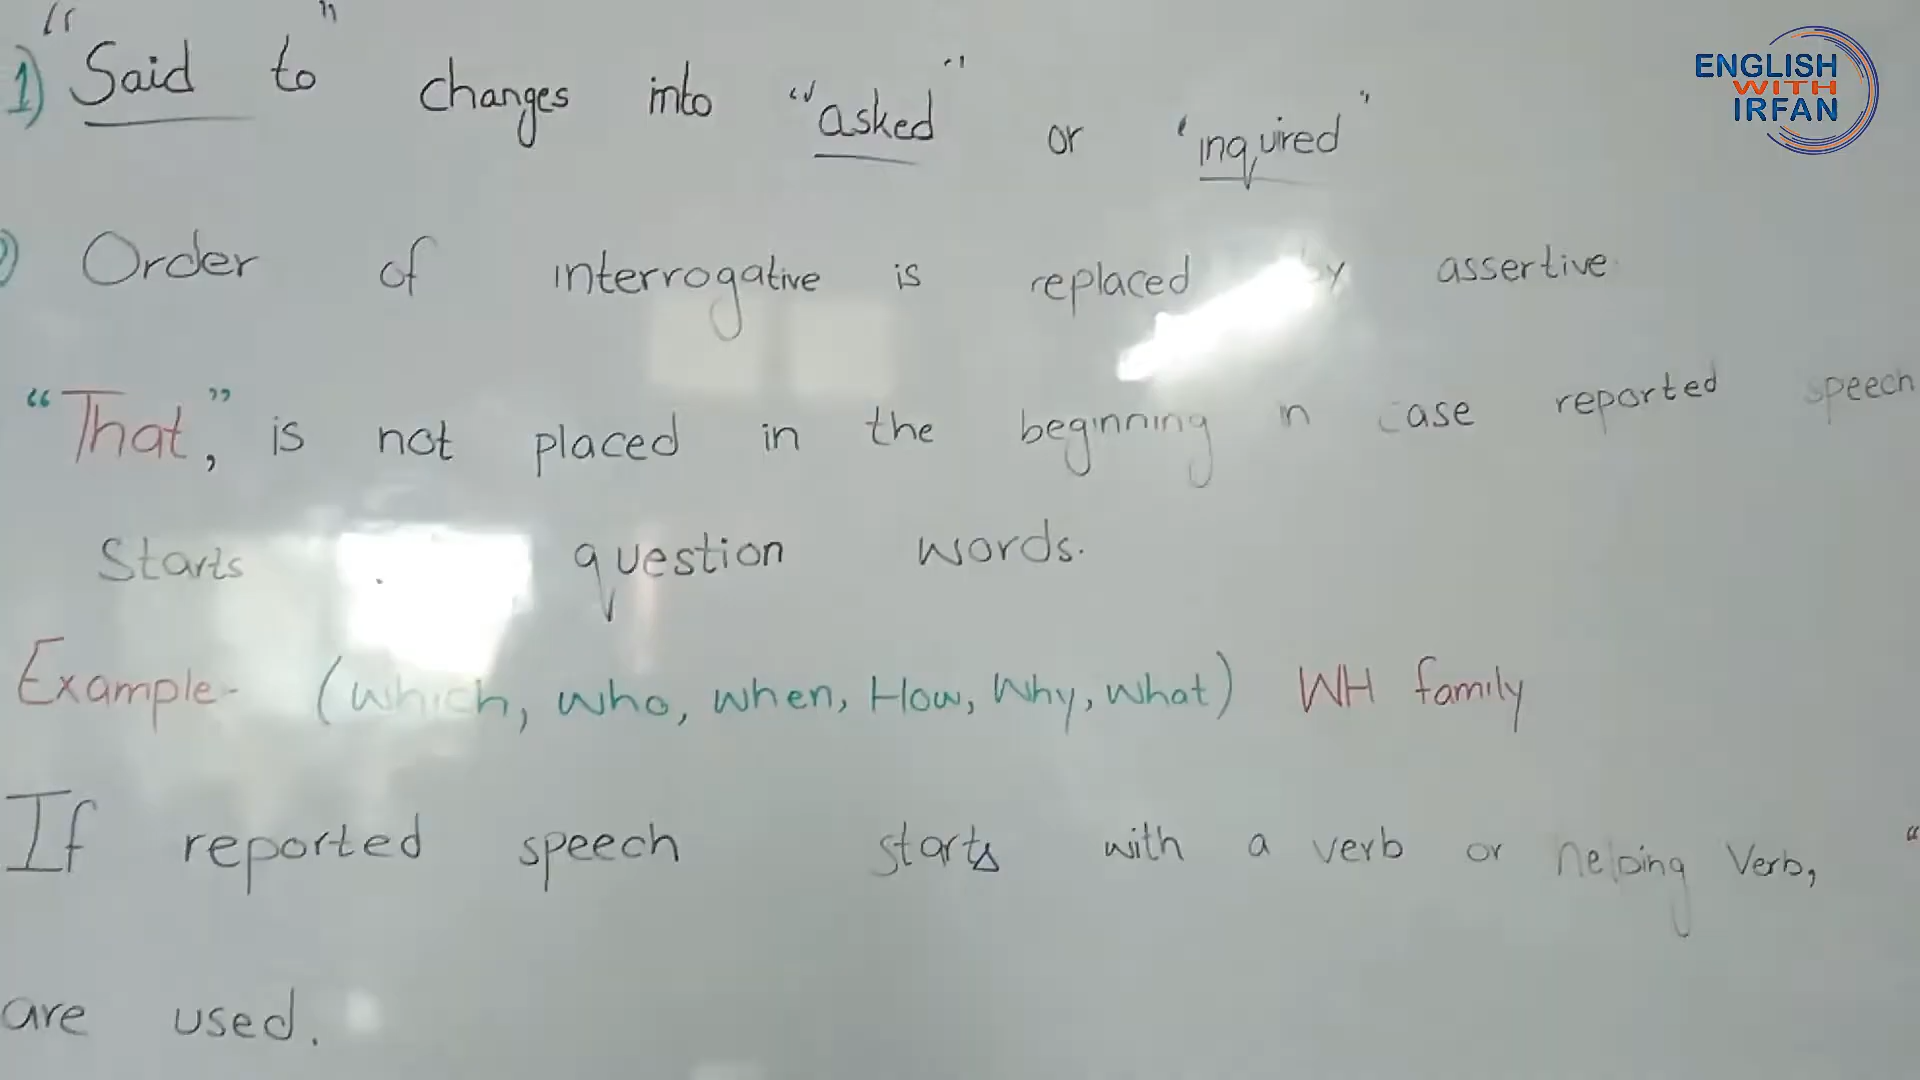 1) "Said to" changes into "asked" or "inquired"
Order of interrogative is replaced by assertive.
"That," is not placed in the beginning in case reported speech
Starts question words.
Example- (which, who, when, How, Why, what) WH family
If reported speech starts with a verb or helping Verb, "
are used.
ENGLISH
WITH
IRFAN